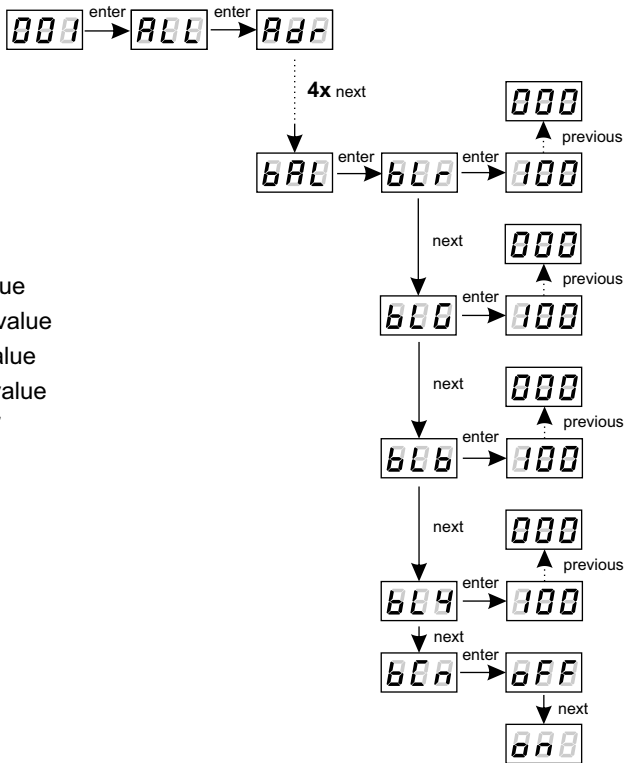 enter
enter
001
ALL
Adr
4x next
000
previous
enter
enter
bAL
bLr
100
next
000
previous
ue
value
enter
bLG
100
alue
value
next
000
previous
enter
bLb
100
next
000
previous
enter
bLY
100
next
enter
bCn
oFF
next
on